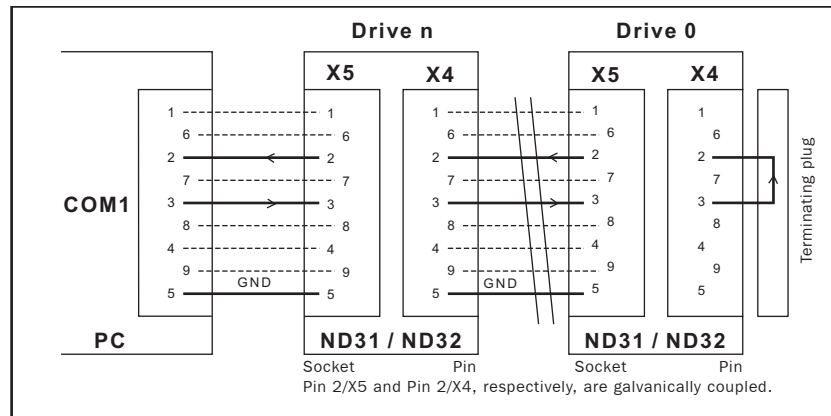 Drive n
Drive 0
X5
X4
X5
X4
1
1
1
1
1
6
6
6
6
6
2
2
2
2
2
7
7
7
7
7
COM1
3
3
3
3
3
8
8
8
8
8
4
4
4
4
4
9
9
9
9
9
GND
GND
5
5
5
5
5
Terminating plug
PC
ND31 / ND32
ND31 / ND32
Socket
Pin
Socket
Pin
Pin 2/X5 and Pin 2/X4, respectively, are galvanically coupled.